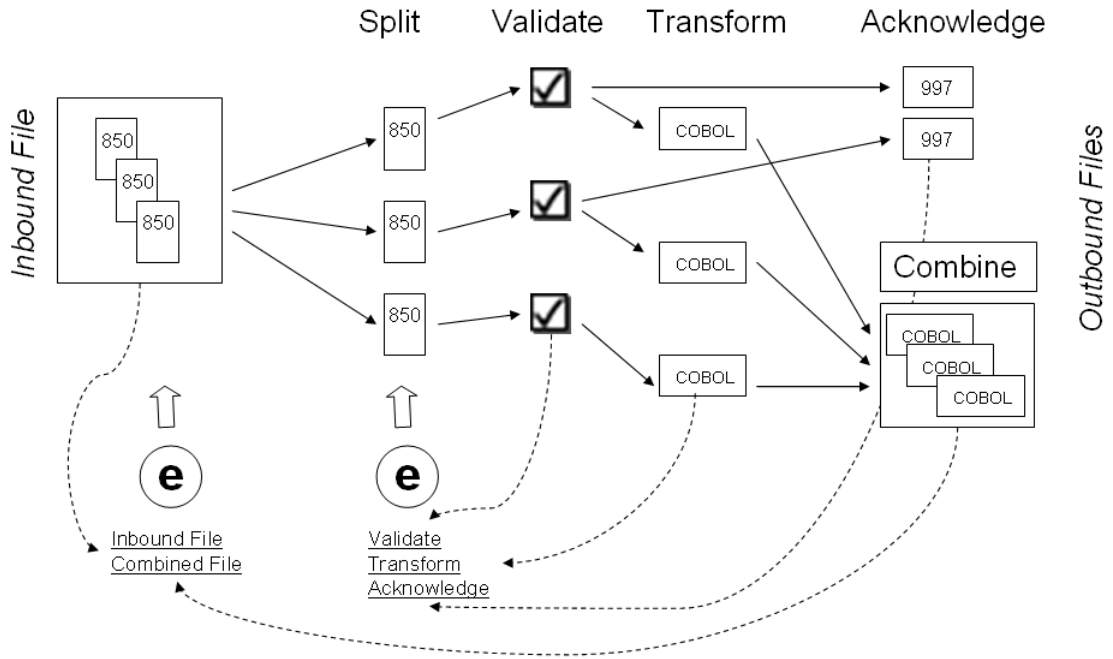 Split
Validate
Transform
Acknowledge
Inbound File
850
850
850
850
850
850
COBOL
COBOL
COBOL
997
997
Combine
COBOL
COBOL
COBOL
Outbound Files
e
Inbound File
Combined File
e
Validate
Transform
Acknowledge